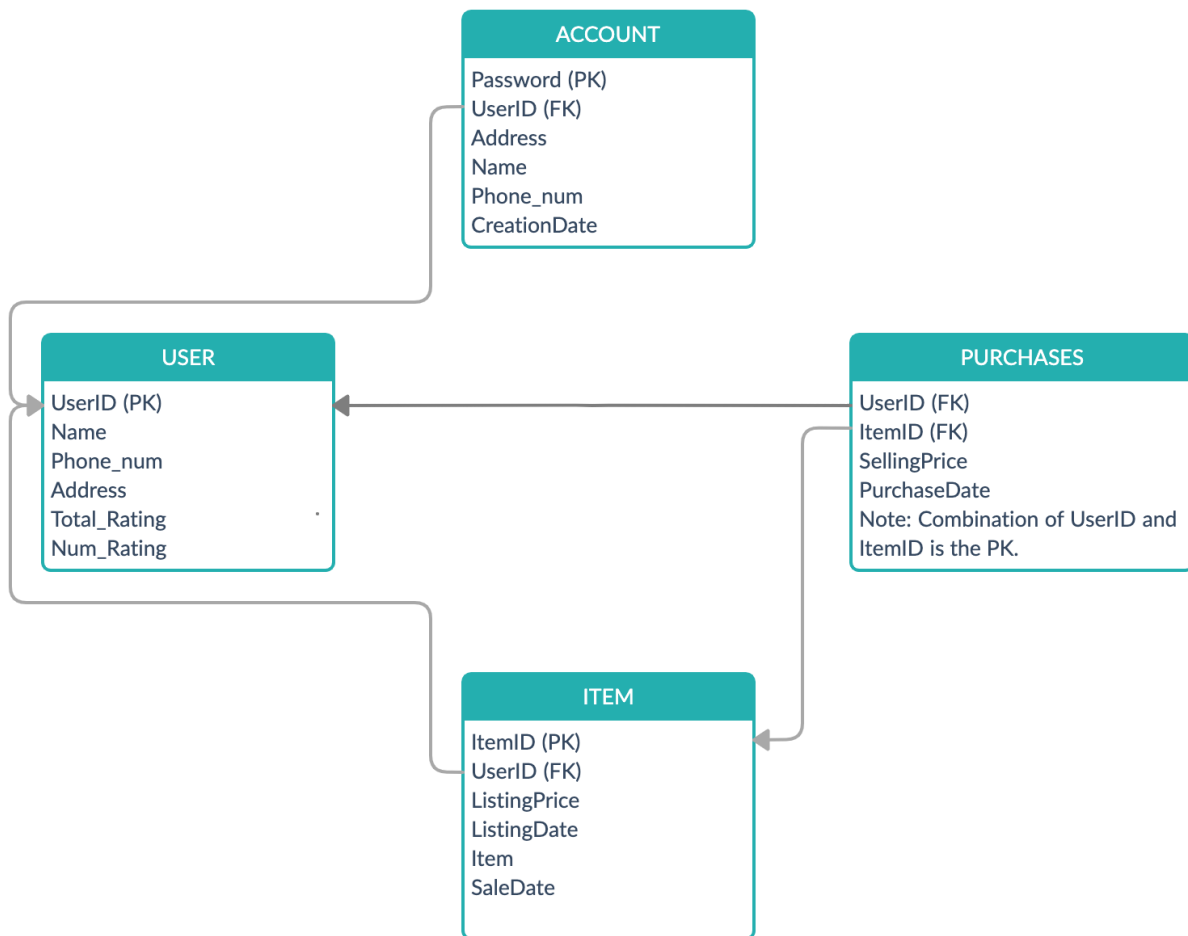 ACCOUNT
Password (PK)
UserID (FK)
Address
Name
Phone_num
CreationDate
USER
UserID (PK)
Name
Phone_num
Address
Total_Rating
Num_Rating
PURCHASES
UserID (FK)
ItemID (FK)
SellingPrice
PurchaseDate
Note: Combination of UserID and
ItemID is the PK.
ITEM
ItemID (PK)
UserID (FK)
ListingPrice
ListingDate
Item
SaleDate